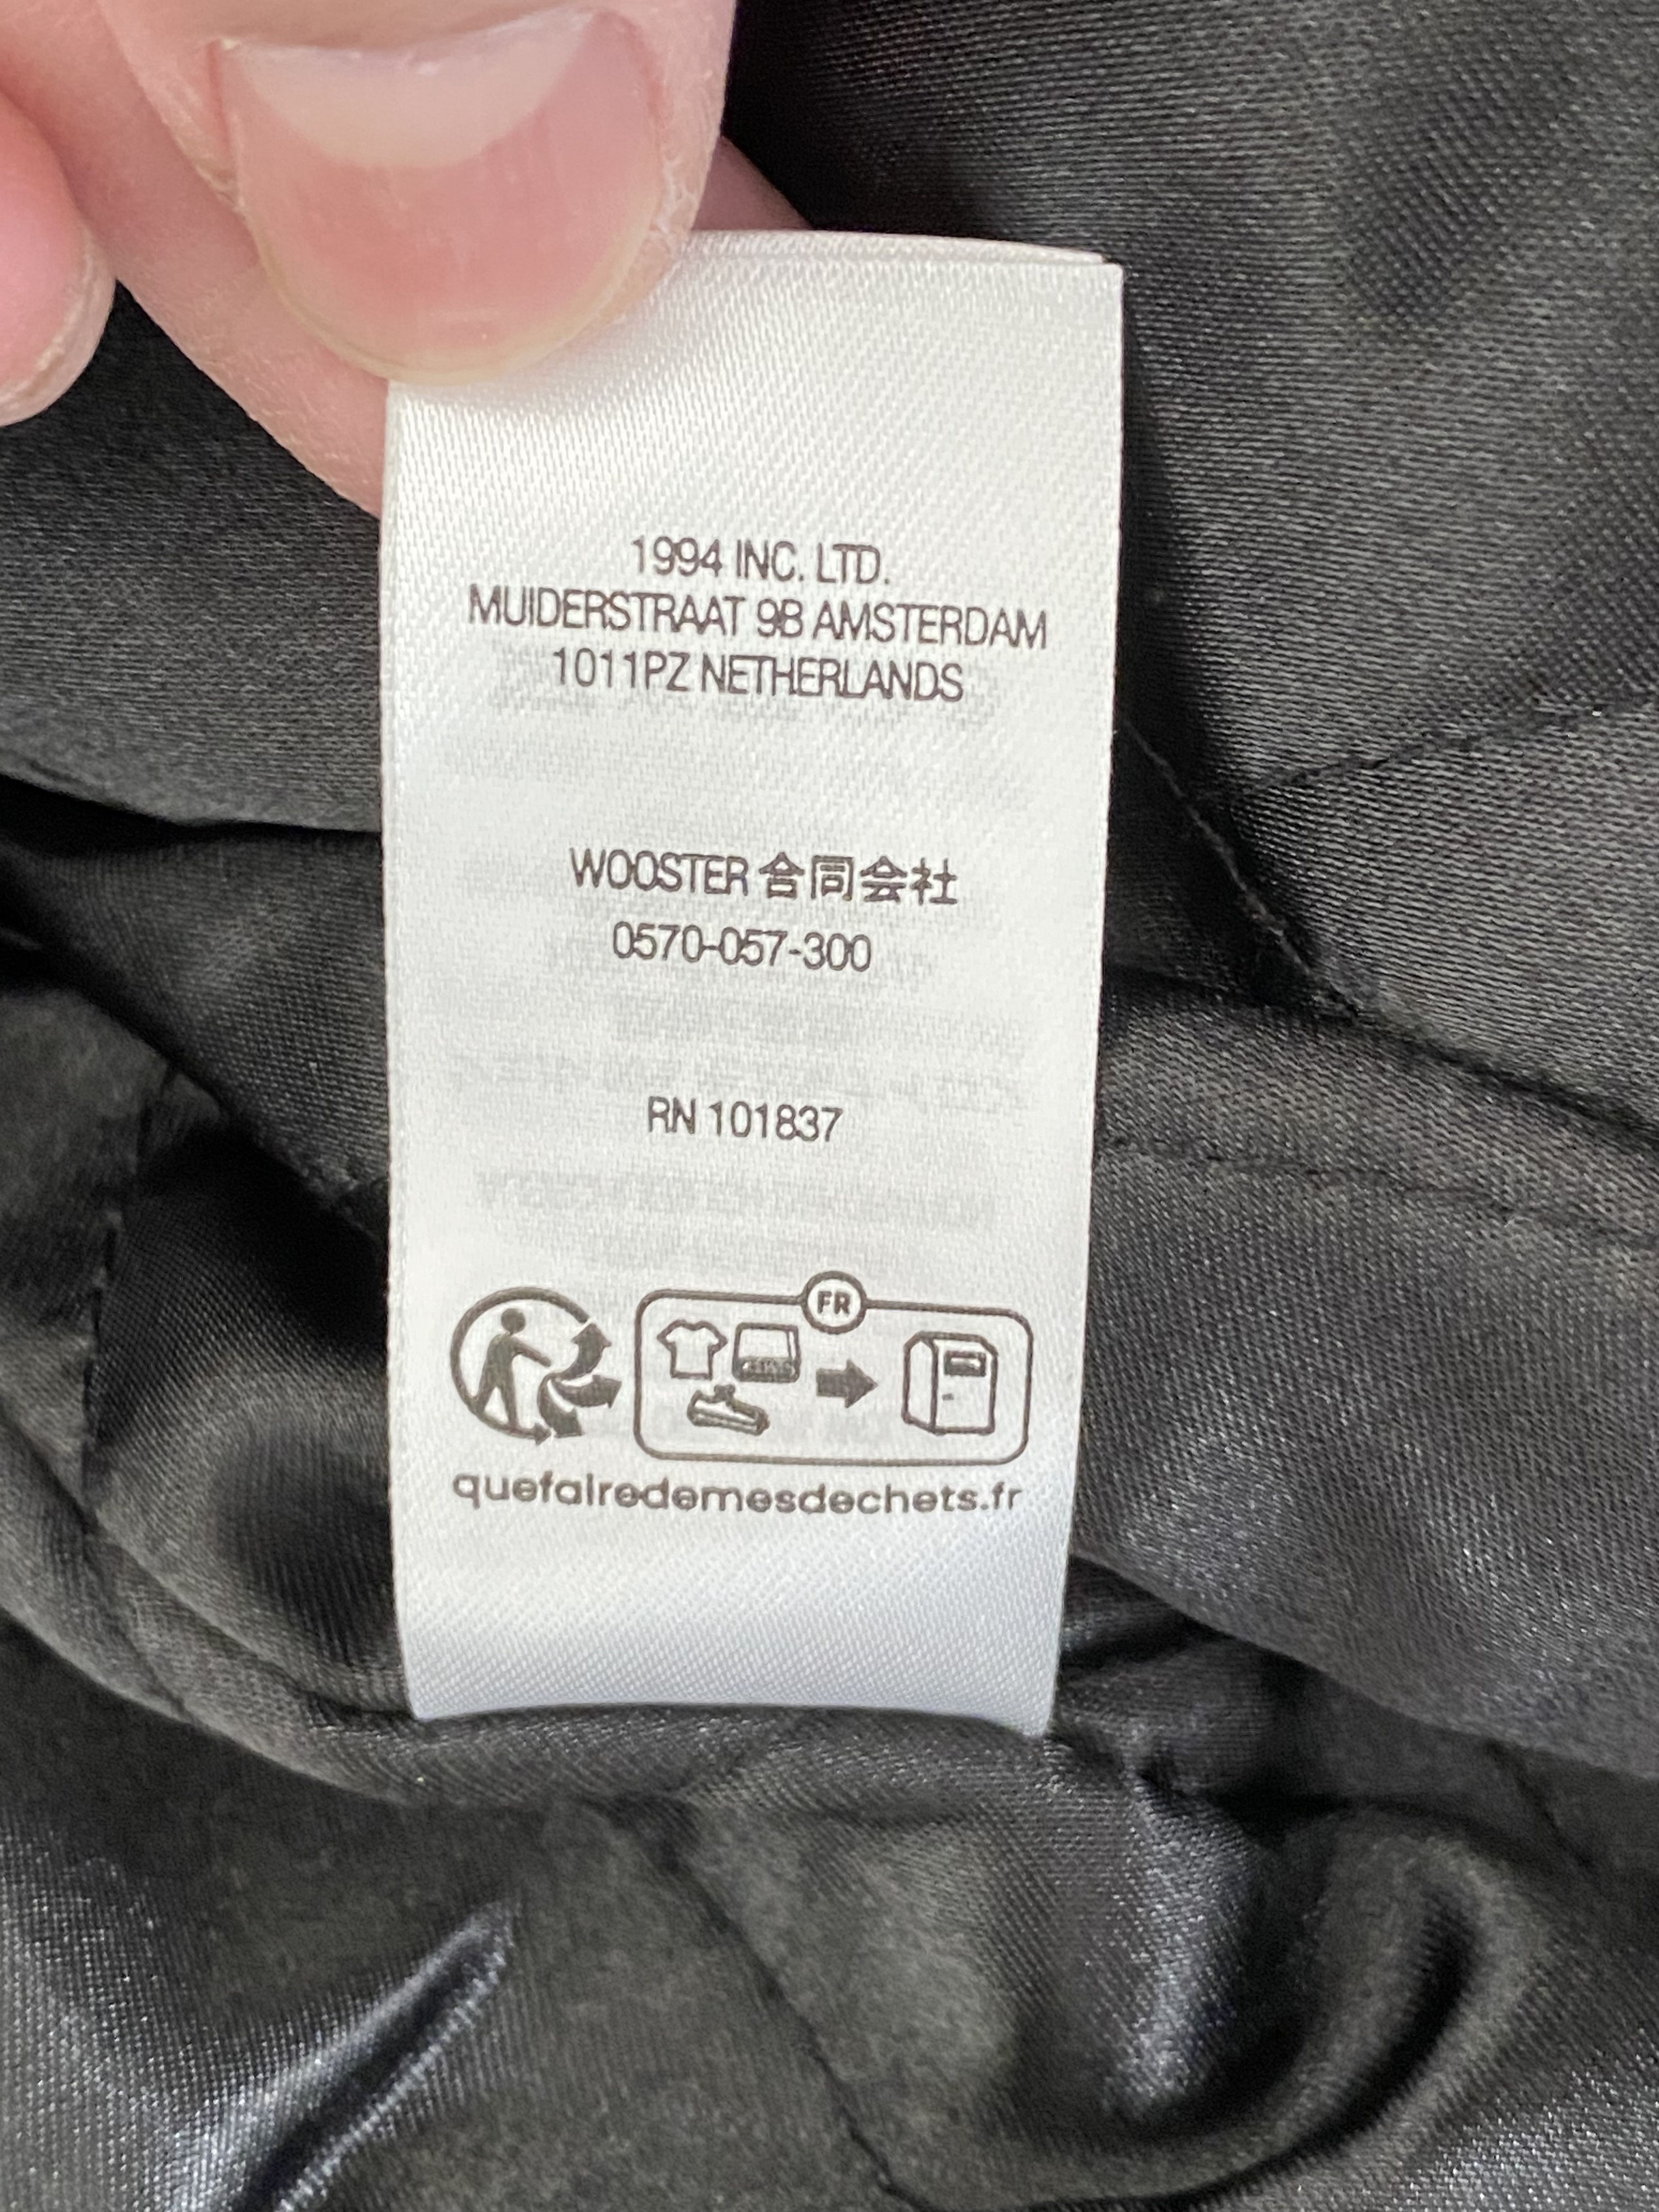 1994 INC. LTD.
MUIDERSTRAAT 9B AMSTERDAM
1011PZ NETHERLANDS
WOOSTER 合同会社
0570-057-300
RN 101837
FR
quefairedemesdechets.fr